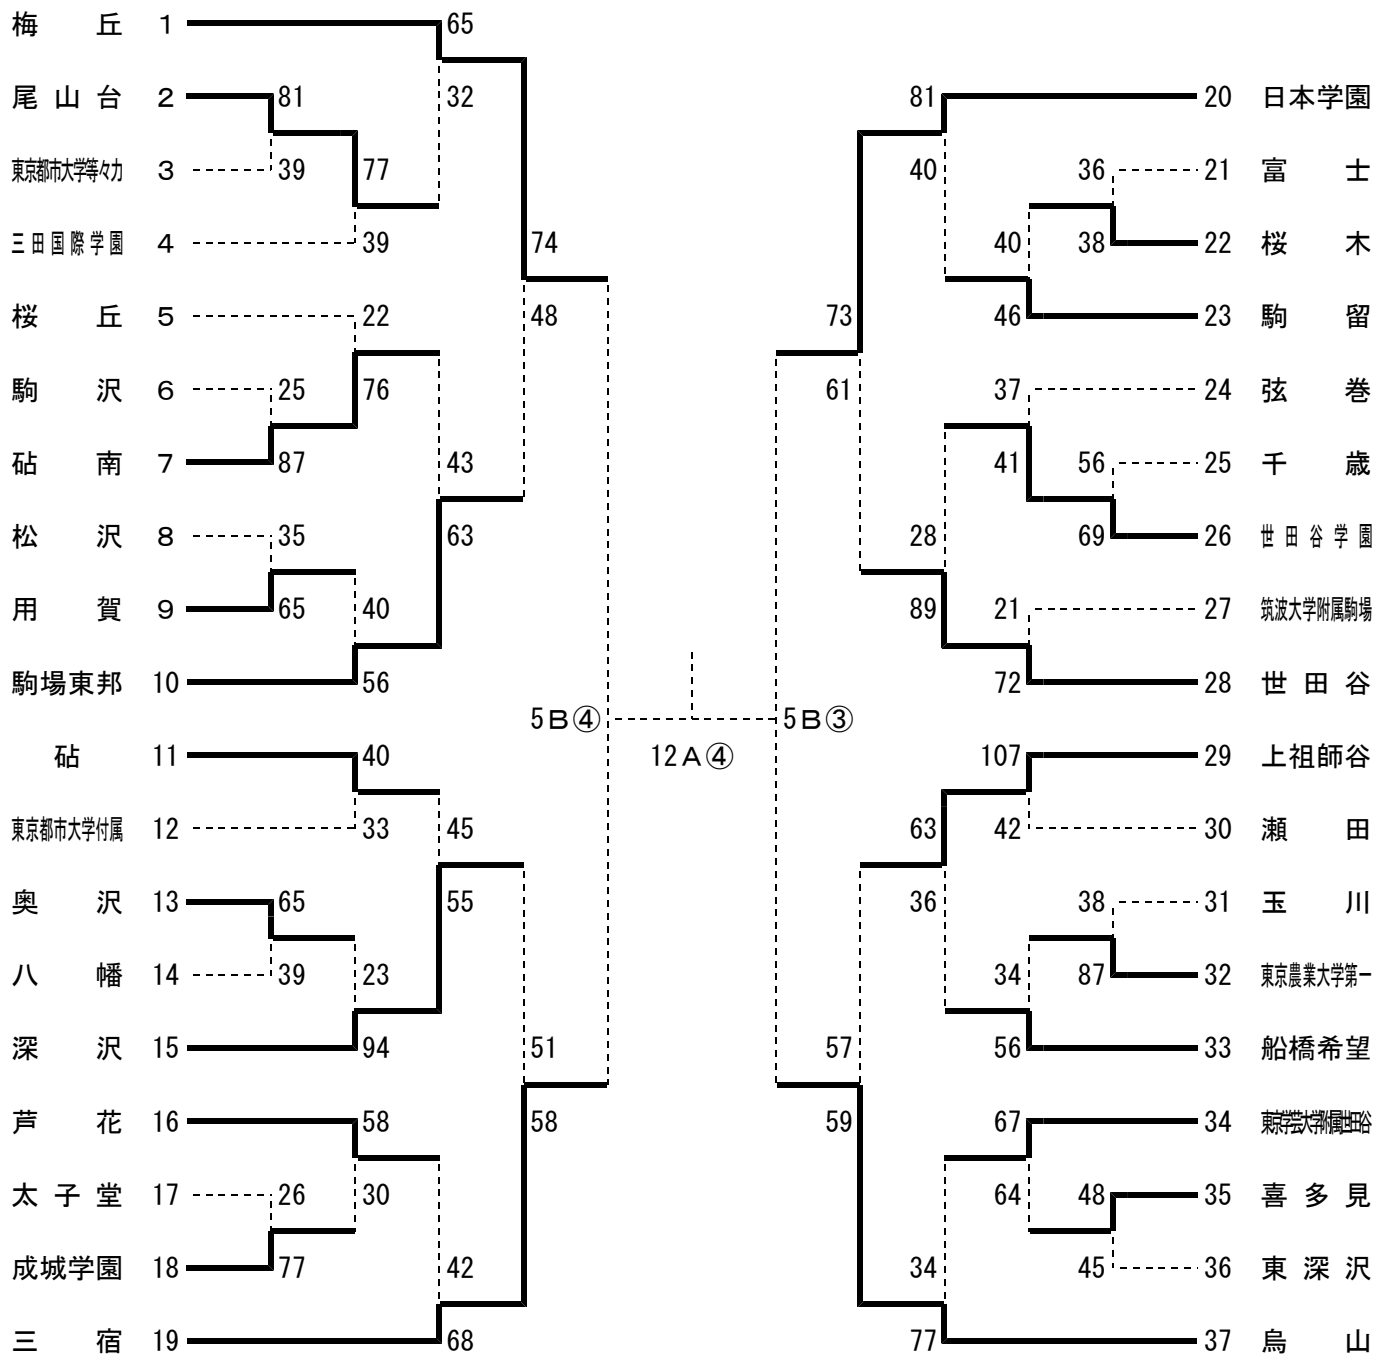 梅丘 1 65
尾山台 2 81 32
81 20 日本学園
東京都市大学等々力 3 39 77
40 36 21 富士
三田国際学園 4 39 74
40 38 22 桜木
桜丘 5 22 48
73 46 23 駒留
駒沢 6 25 76
61 37 24 弦巻
砧南 7 87 43
41 56 25 千歳
松沢 8 35 63
28 69 26 世田谷学園
用賀 9 65 40
89 21 27 筑波大学附属駒場
駒場東邦 10 56
72 28 世田谷
5B④ 5B③
12A④
砧 11 40
107 29 上祖師谷
東京都市大学付属 12 33 45
63 42 30 瀬田
奥沢 13 65 55
36 38 31 玉川
八幡 14 39 23
34 87 32 東京農業大学第一
深沢 15 94 51
57 56 33 船橋希望
芦花 16 58 58
59 67 34 東京学芸大学附属世田谷
太子堂 17 26 30
64 48 35 喜多見
成城学園 18 77 42
34 45 36 東深沢
三宿 19 68
77 37 烏山